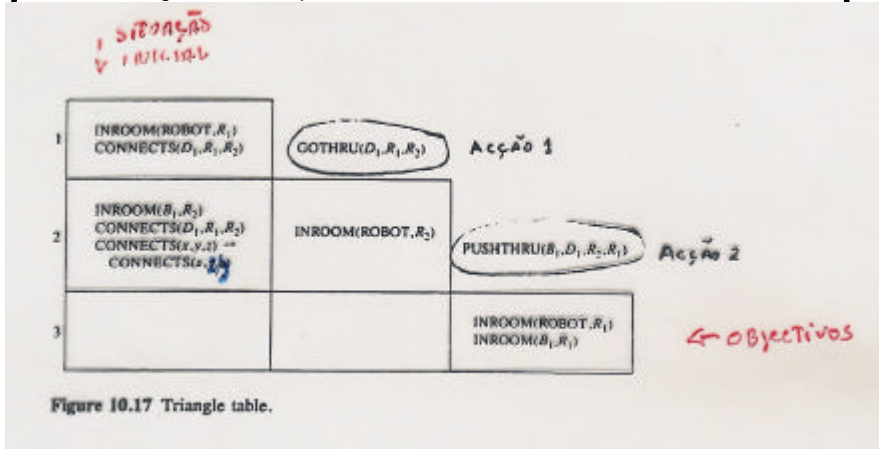 SITUAÇÃO
INICIAL
1
INROOM(ROBOT,R1)
CONNECTS(D1,R1,R2)
GOTHRU(D1,R1,R2)
Acção 1
2
INROOM(B1,R2)
CONNECTS(D1,R1,R2)
CONNECTS(x,y,z) →
CONNECTS(x,z,y)
INROOM(ROBOT,R2)
PUSHTHRU(B1,D1,R2,R1)
Acção 2
3
INROOM(ROBOT,R1)
INROOM(B1,R1)
← OBJECTIVOS
Figure 10.17 Triangle table.